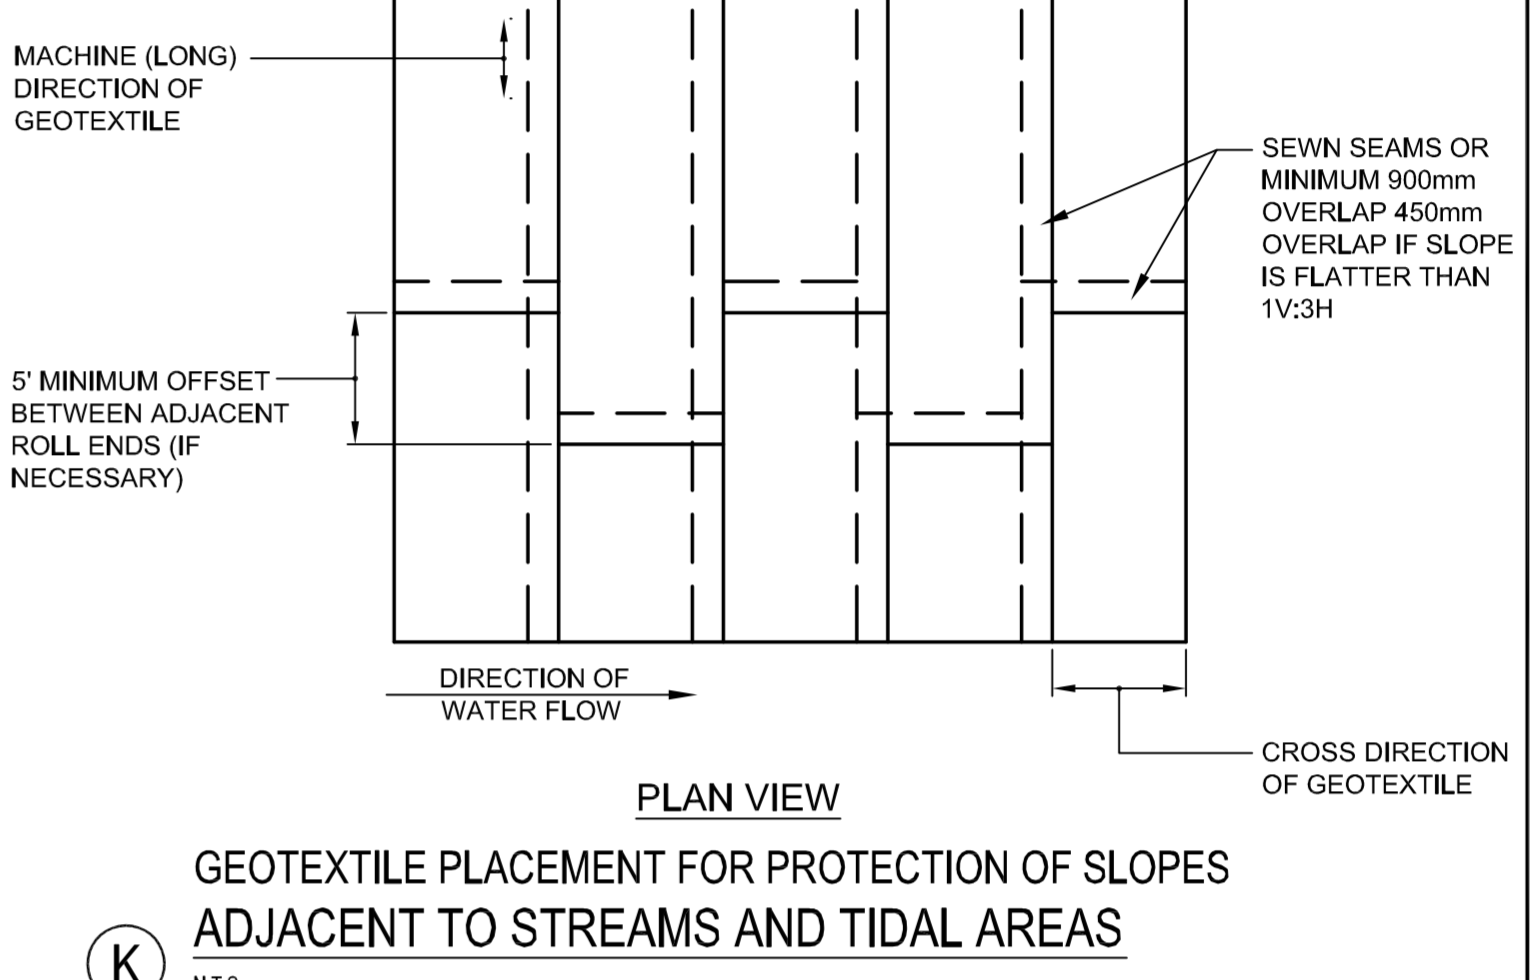 MACHINE (LONG)
DIRECTION OF
GEOTEXTILE
SEWN SEAMS OR
MINIMUM 900mm
OVERLAP 450mm
OVERLAP IF SLOPE
IS FLATTER THAN
1V:3H
5' MINIMUM OFFSET
BETWEEN ADJACENT
ROLL ENDS (IF
NECESSARY)
DIRECTION OF
WATER FLOW
CROSS DIRECTION
OF GEOTEXTILE
PLAN VIEW
GEOTEXTILE PLACEMENT FOR PROTECTION OF SLOPES
ADJACENT TO STREAMS AND TIDAL AREAS
K